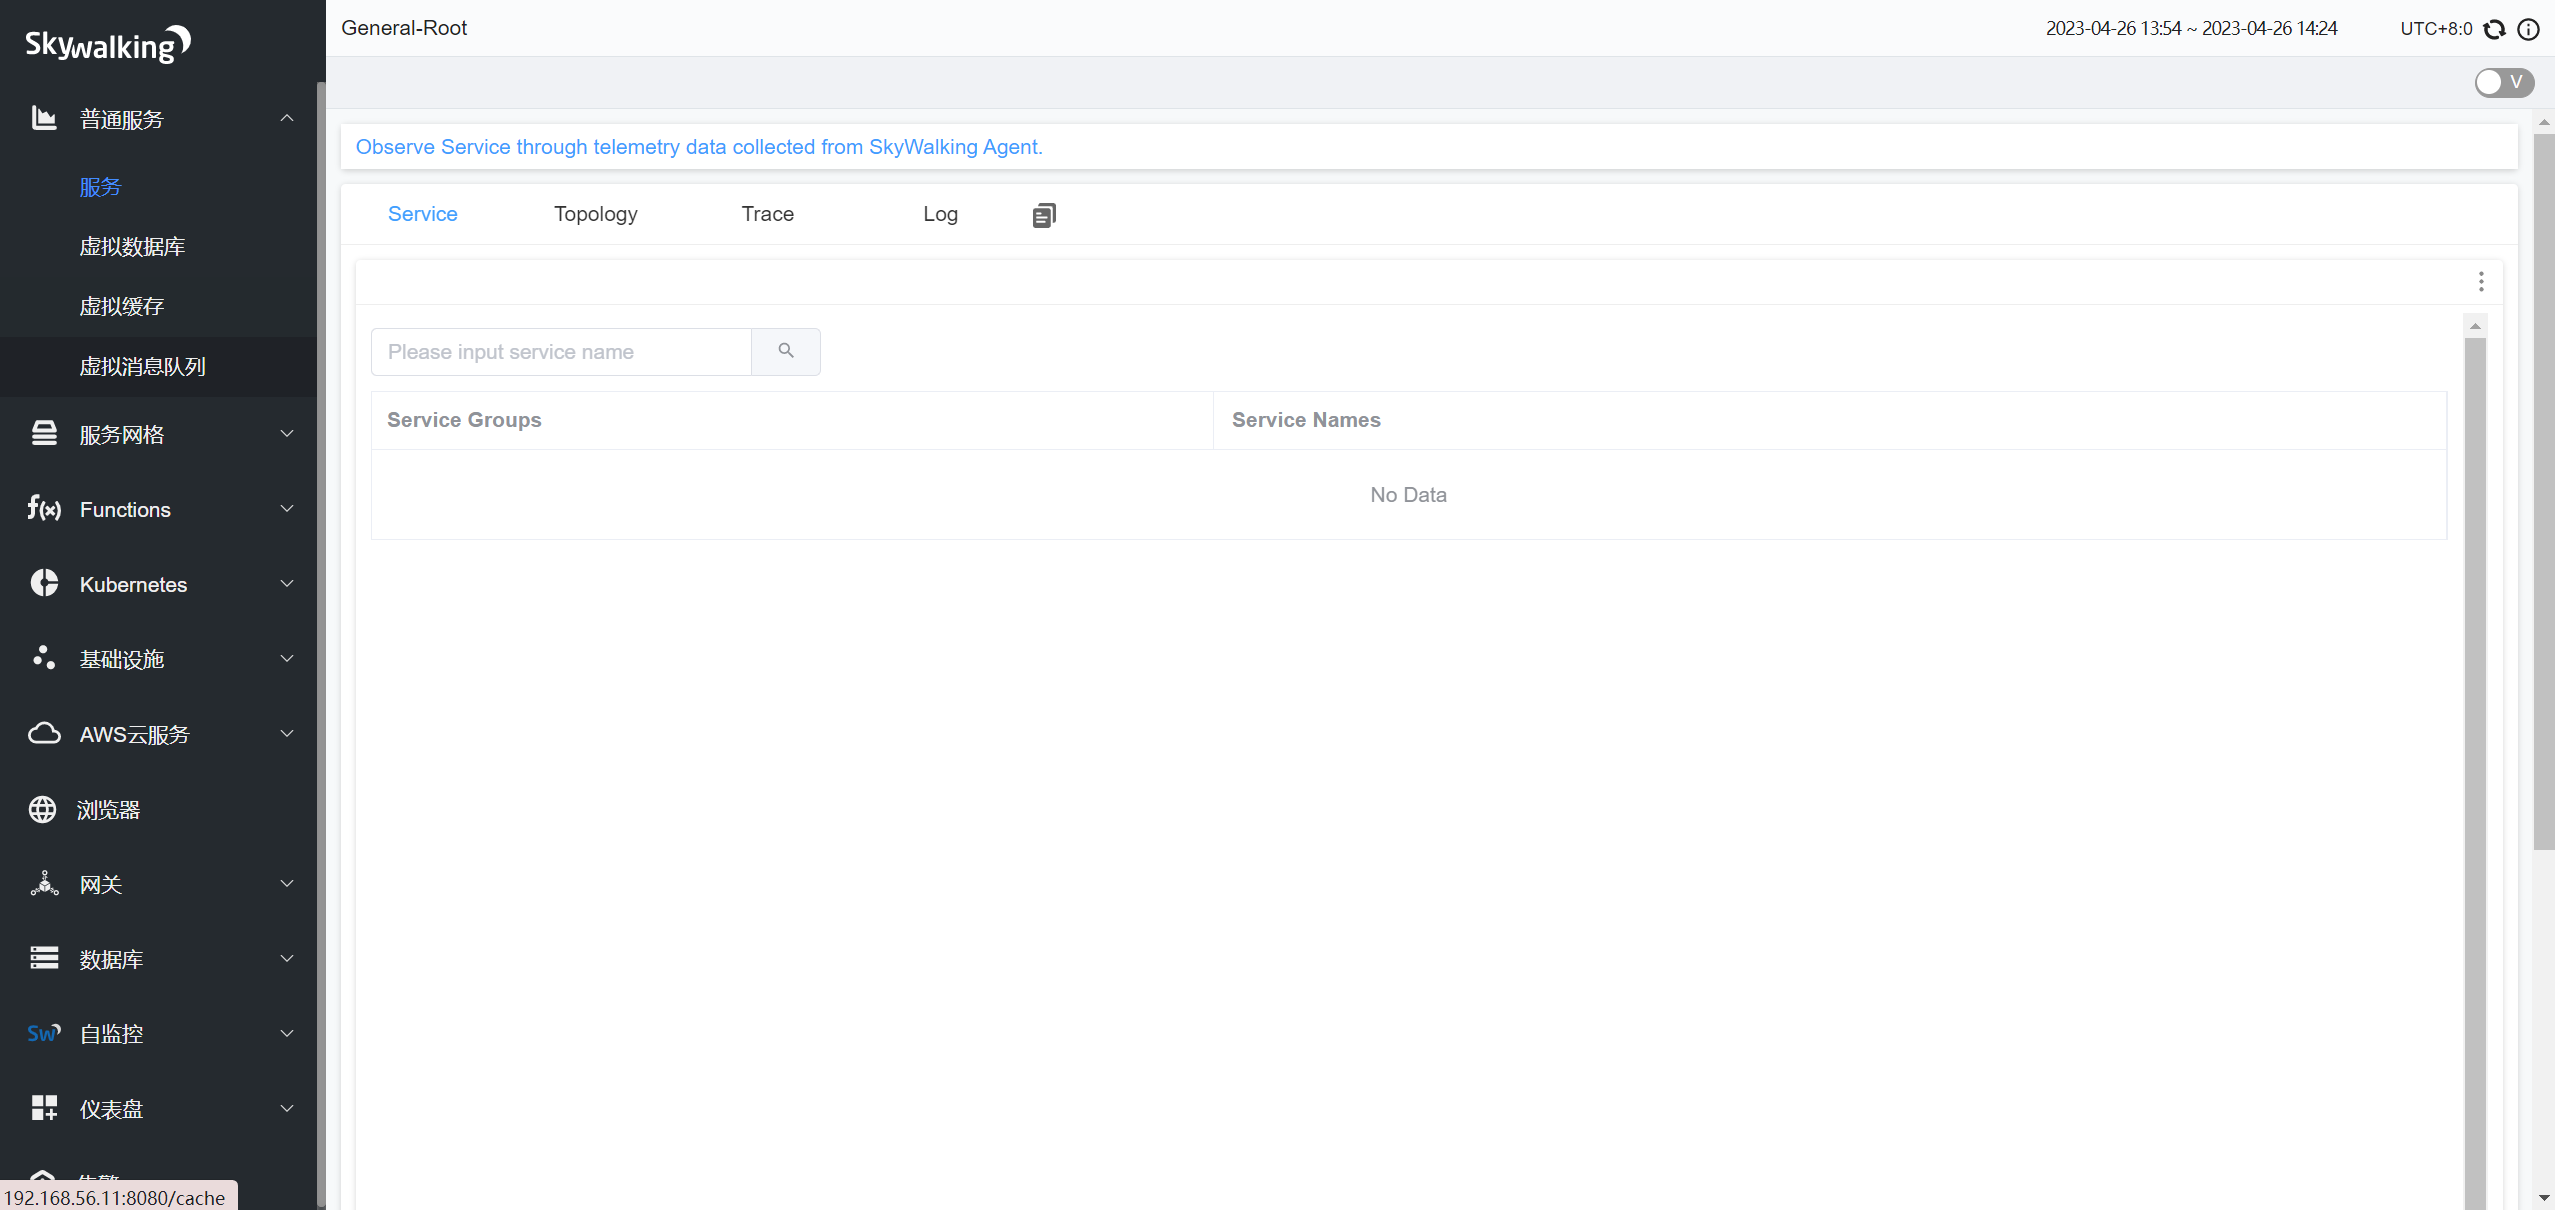 Skywalking
General-Root
2023-04-26 13:54 ~ 2023-04-26 14:24
UTC+8:0
V
普通服务
服务
虚拟数据库
虚拟缓存
虚拟消息队列
服务网格
Functions
Kubernetes
基础设施
AWS云服务
浏览器
网关
数据库
Sw 自监控
仪表盘
192.168.56.11:8080/cache
Observe Service through telemetry data collected from SkyWalking Agent.
Service
Topology
Trace
Log
Please input service name
Service Groups
Service Names
No Data